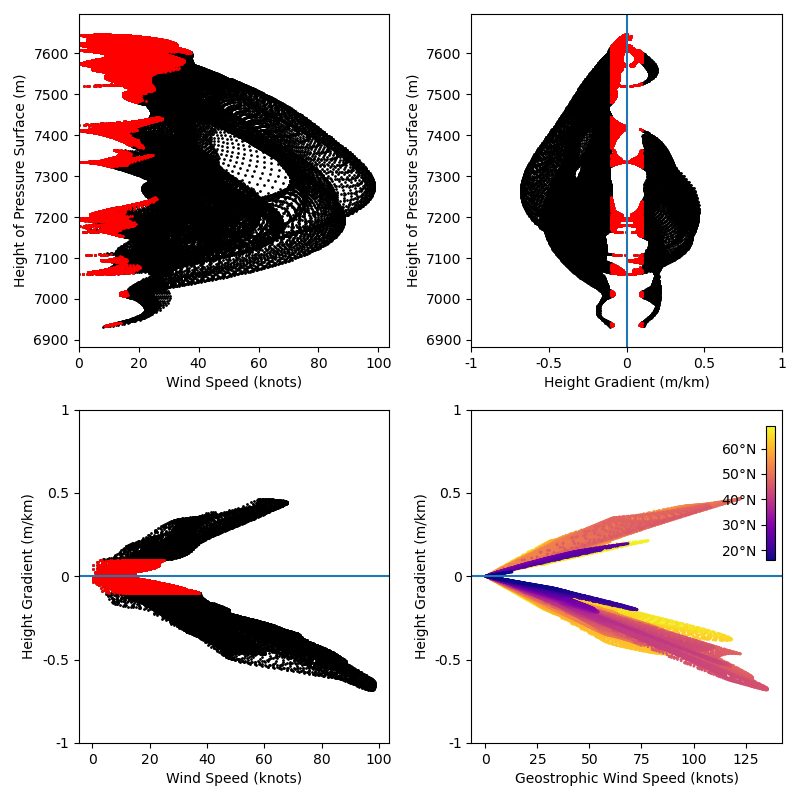 Height of Pressure Surface (m)
7600
7500
7400
7300
7200
7100
7000
6900
0 20 40 60 80 100
Wind Speed (knots)
Height of Pressure Surface (m)
7600
7500
7400
7300
7200
7100
7000
6900
-1 -0.5 0 0.5 1
Height Gradient (m/km)
Height Gradient (m/km)
1
0.5
0
-0.5
-1
0 20 40 60 80 100
Wind Speed (knots)
Height Gradient (m/km)
1
0.5
0
-0.5
-1
60°N
50°N
40°N
30°N
20°N
0 25 50 75 100 125
Geostrophic Wind Speed (knots)